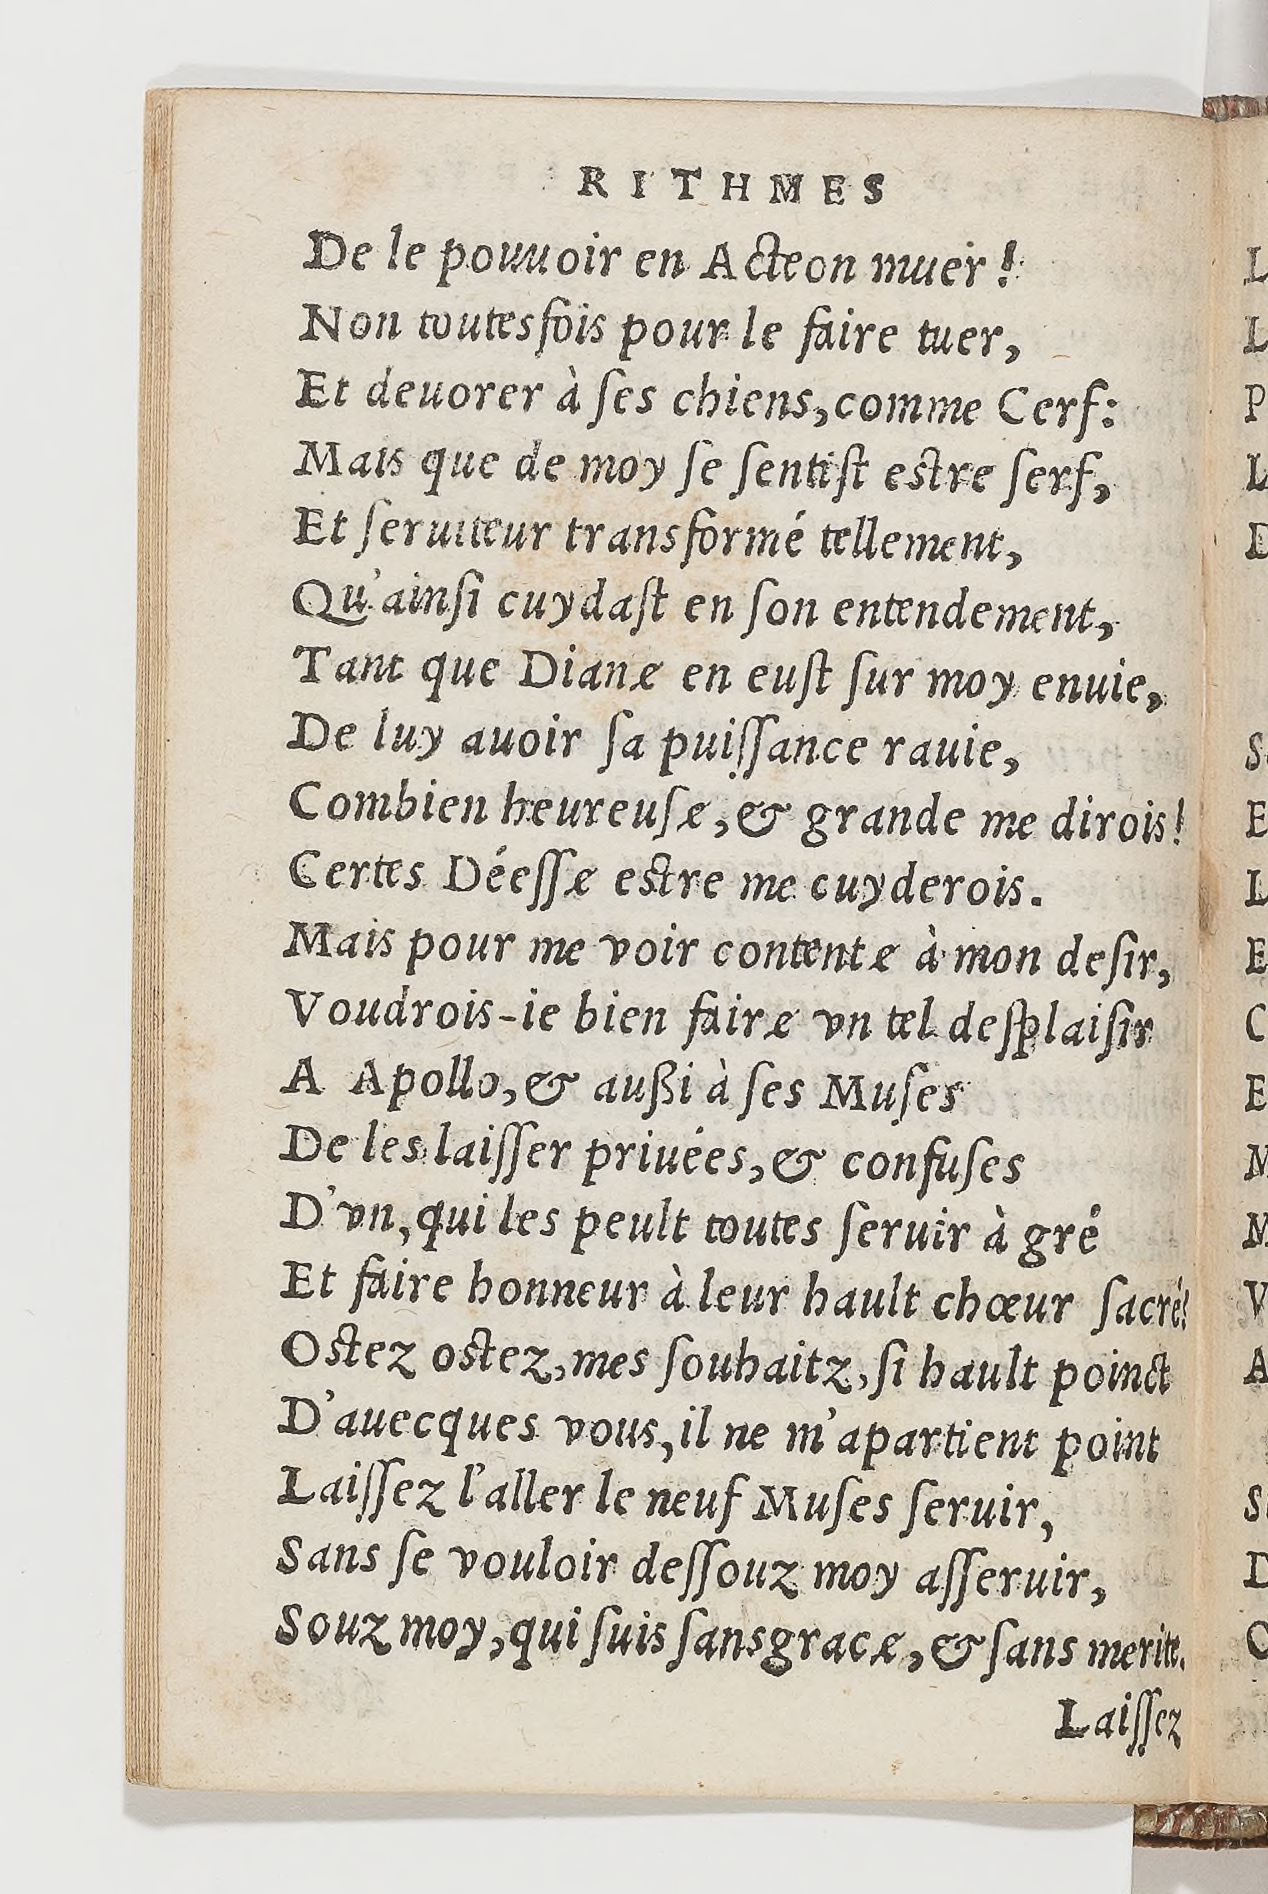 RITHMES
De le pouuoir en Acteon muer!
Non toutesfois pour le faire tuer,
Et deuorer à ſes chiens, comme Cerf:
Mais que de moy ſe ſentiſt eſtre ſerf,
Et ſeruiteur transformé tellement,
Qu'ainſi cuydaſt en ſon entendement,
Tant que Diane en euſt ſur moy enuie,
De luy auoir ſa puiſſance rauie,
Combien heureuſe, & grande me dirois!
Certes Déeſſe eſtre me cuyderois.
Mais pour me voir contente à mon deſir,
Voudrois-ie bien faire vn tel deſplaiſir
A Apollo, & außi à ſes Muſes
De les laiſſer priuées, & confuſes
D'vn, qui les peult toutes ſeruir à gré
Et faire honneur à leur hault chœur ſacré!
Oſtez oſtez, mes ſouhaitz, ſi hault poinct
D'auecques vous, il ne m'apartient point
Laiſſez l'aller le neuf Muſes ſeruir,
Sans ſe vouloir deſſouz moy aſſeruir,
Souz moy, qui ſuis ſans grace, & ſans merite.
Laiſſez
L
L
P
L
D
S
E
L
E
C
E
M
M
V
A
S
D